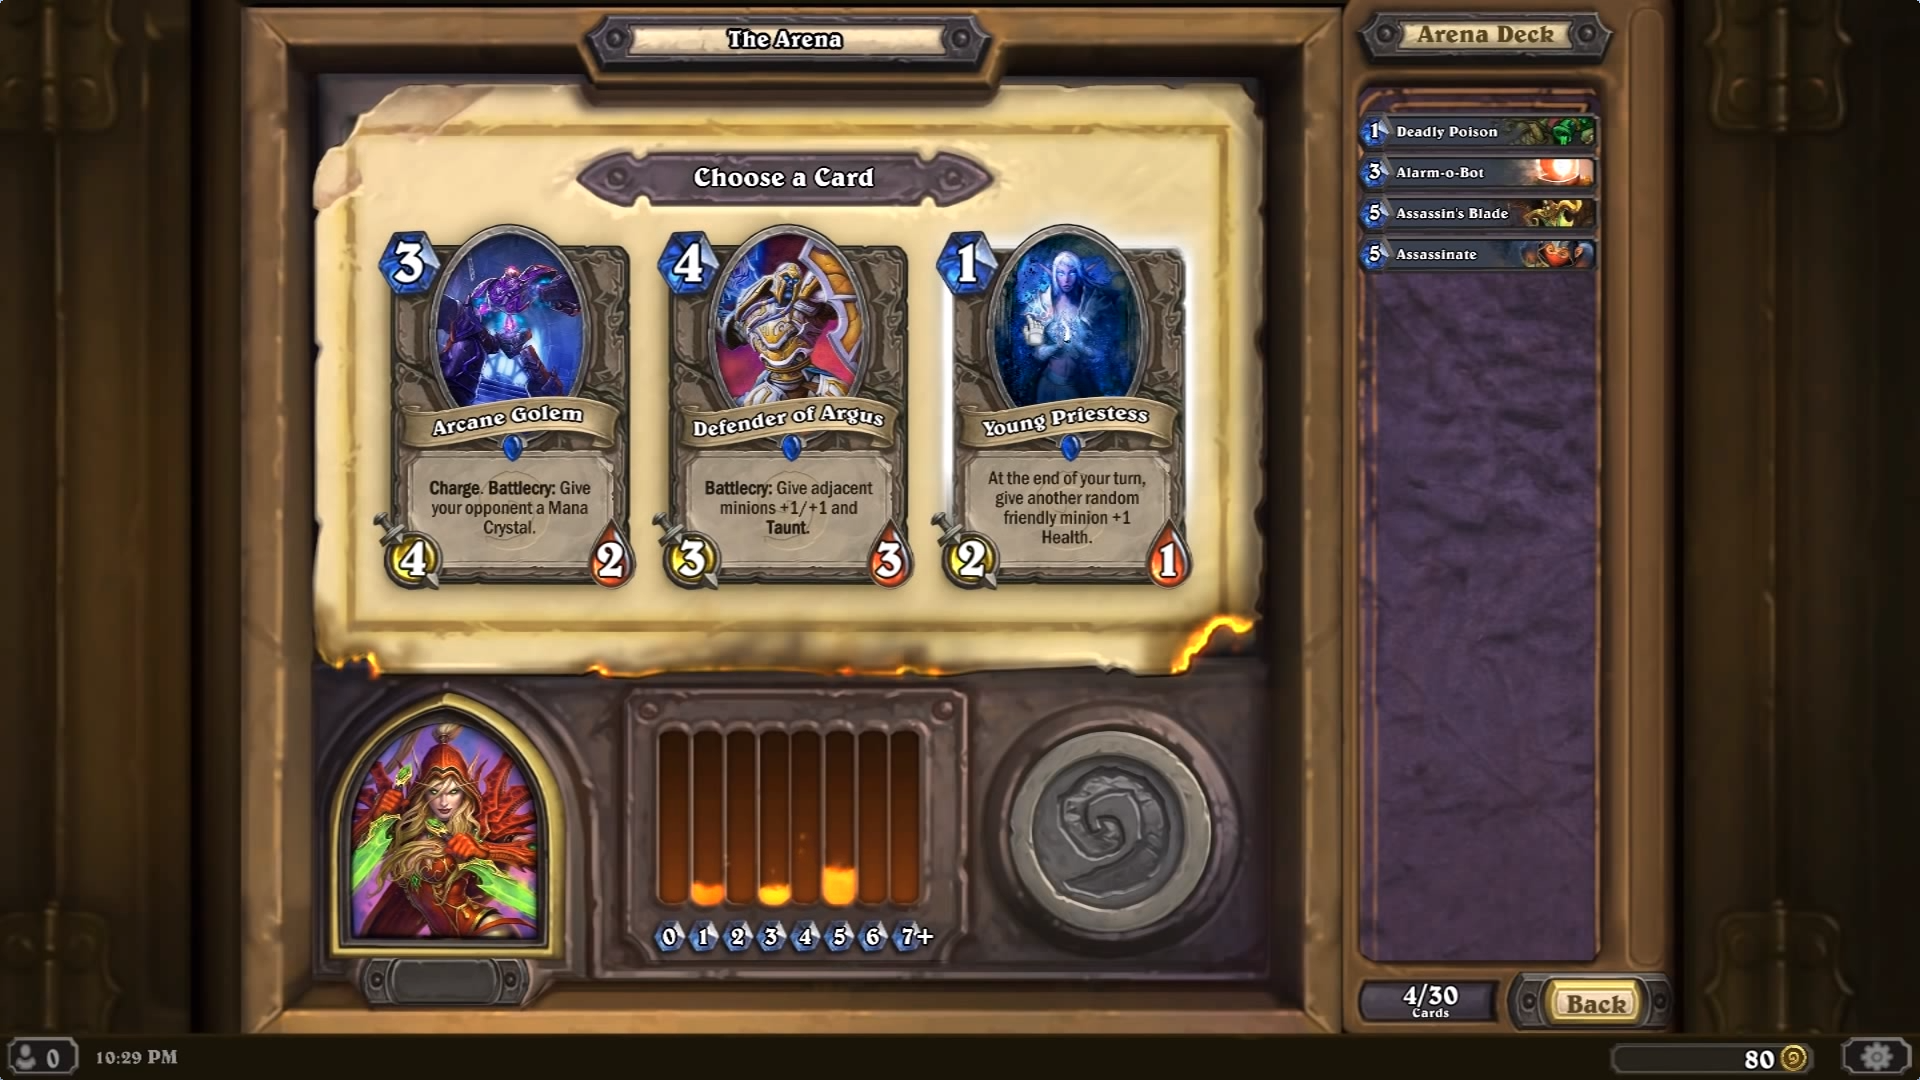 The Arena
Arena Deck
Choose a Card
1 Deadly Poison
3 Alarm-o-Bot
5 Assassin's Blade
5 Assassinate
3
Arcane Golem
Charge. Battlecry: Give
your opponent a Mana
Crystal.
4 2
4
Defender of Argus
Battlecry: Give adjacent
minions +1/+1 and
Taunt.
3 3
1
Young Priestess
At the end of your turn,
give another random
friendly minion +1
Health.
2 1
0 1 2 3 4 5 6 7+
4/30
Cards
Back
0 10:29 PM
80